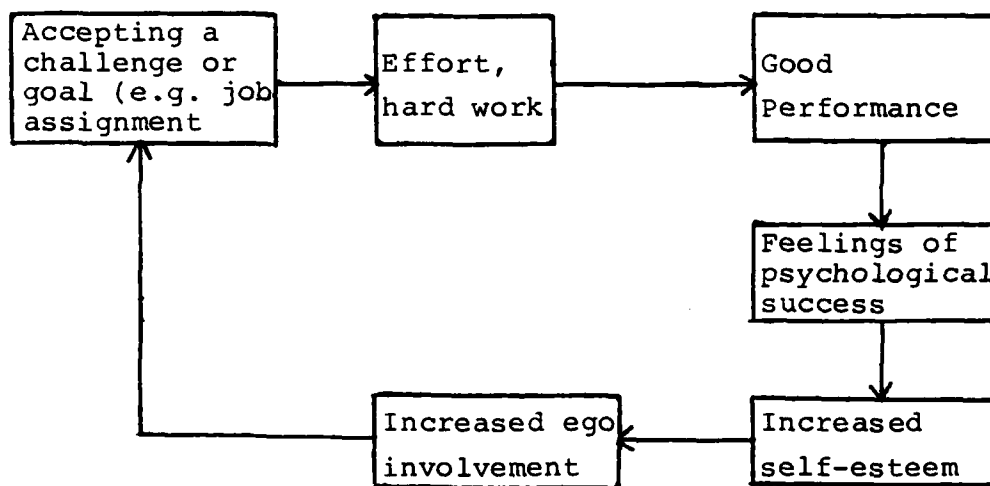 Accepting a
challenge or
goal (e.g. job
assignment
Effort,
hard work
Good
Performance
Feelings of
psychological
success
Increased
self-esteem
Increased ego
involvement